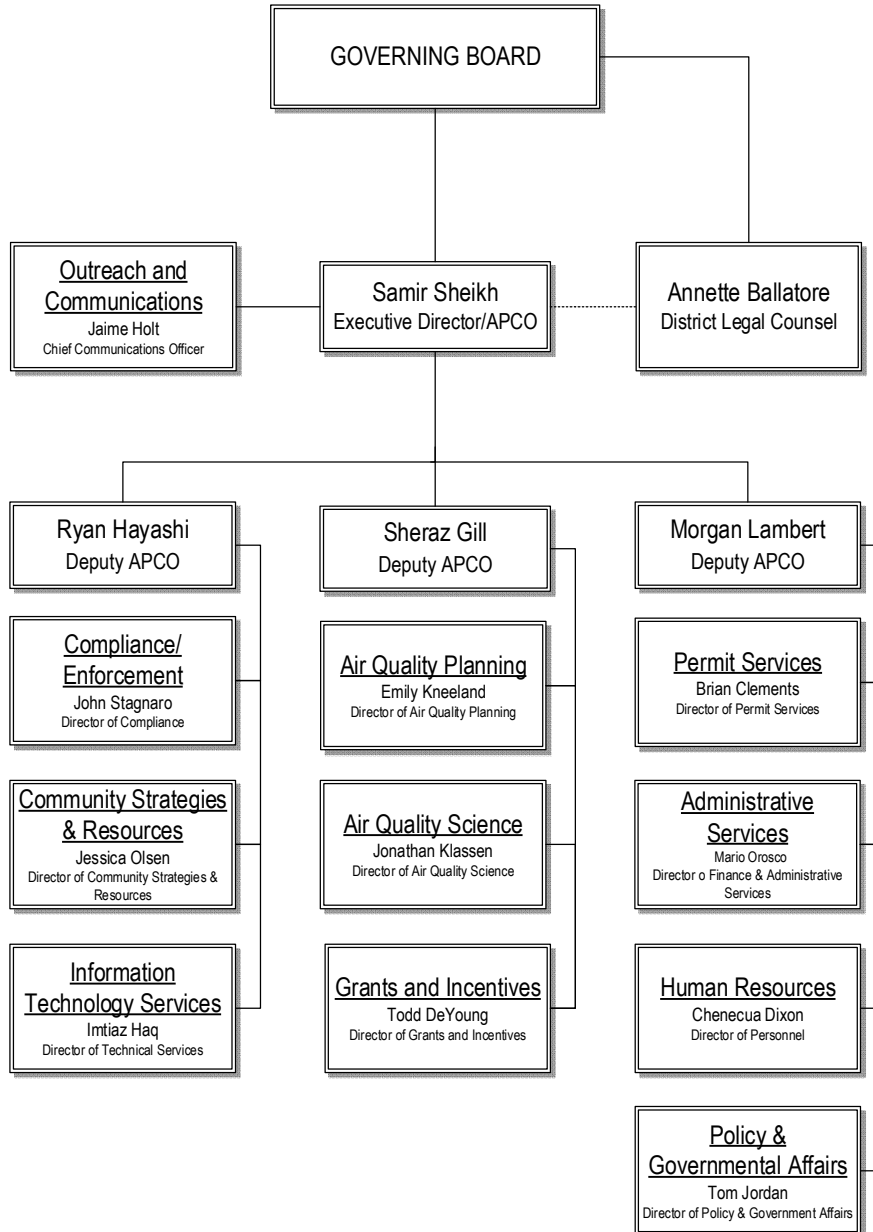 GOVERNING BOARD
Outreach and
Communications
Jaime Holt
Chief Communications Officer
Samir Sheikh
Executive Director/APCO
Annette Ballatore
District Legal Counsel
Ryan Hayashi
Deputy APCO
Compliance/
Enforcement
John Stagnaro
Director of Compliance
Community Strategies
& Resources
Jessica Olsen
Director of Community Strategies &
Resources
Information
Technology Services
Imtiaz Haq
Director of Technical Services
Sheraz Gill
Deputy APCO
Air Quality Planning
Emily Kneeland
Director of Air Quality Planning
Air Quality Science
Jonathan Klassen
Director of Air Quality Science
Grants and Incentives
Todd DeYoung
Director of Grants and Incentives
Morgan Lambert
Deputy APCO
Permit Services
Brian Clements
Director of Permit Services
Administrative
Services
Mario Orosco
Director o Finance & Administrative
Services
Human Resources
Chenecua Dixon
Director of Personnel
Policy &
Governmental Affairs
Tom Jordan
Director of Policy & Government Affairs